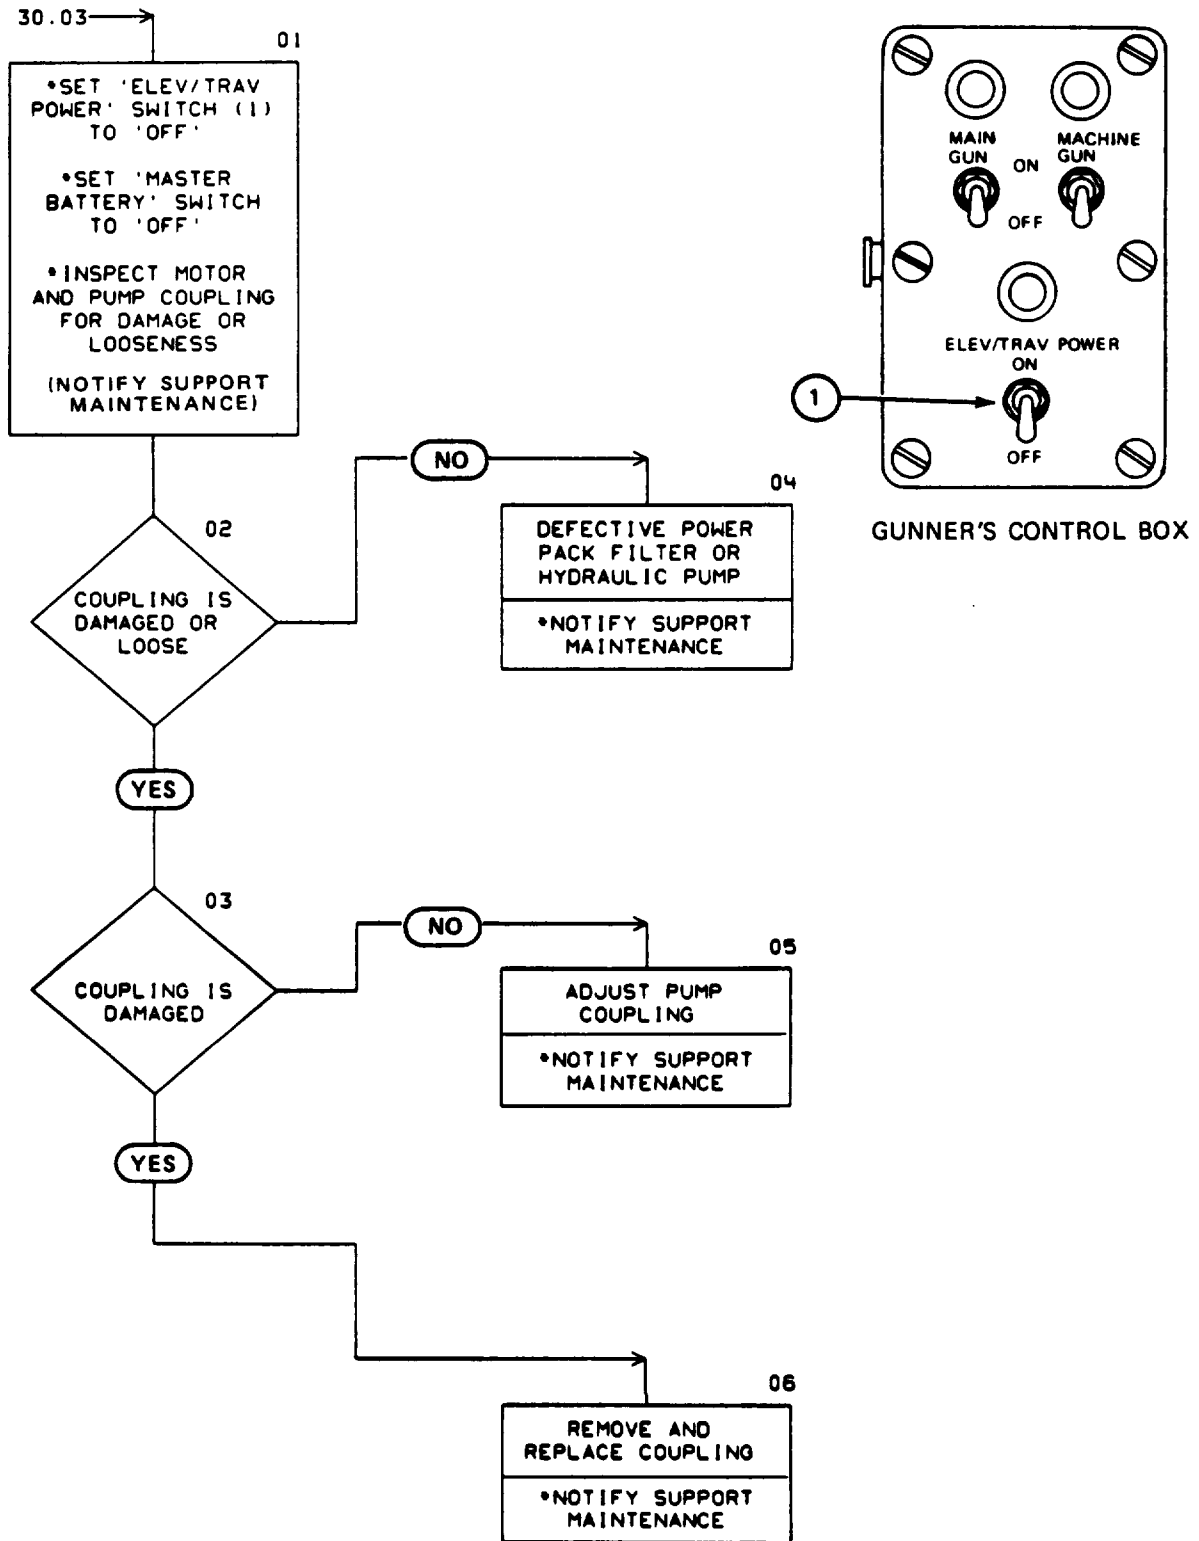 30.03
01
*SET 'ELEV/TRAV
POWER' SWITCH (1)
TO 'OFF'
*SET 'MASTER
BATTERY' SWITCH
TO 'OFF'
*INSPECT MOTOR
AND PUMP COUPLING
FOR DAMAGE OR
LOOSENESS
(NOTIFY SUPPORT
MAINTENANCE)
02
COUPLING IS
DAMAGED OR
LOOSE
NO
04
DEFECTIVE POWER
PACK FILTER OR
HYDRAULIC PUMP
*NOTIFY SUPPORT
MAINTENANCE
YES
03
COUPLING IS
DAMAGED
NO
05
ADJUST PUMP
COUPLING
*NOTIFY SUPPORT
MAINTENANCE
YES
06
REMOVE AND
REPLACE COUPLING
*NOTIFY SUPPORT
MAINTENANCE
MAIN
GUN
MACHINE
GUN
ON
OFF
ELEV/TRAV POWER
ON
1
OFF
GUNNER'S CONTROL BOX